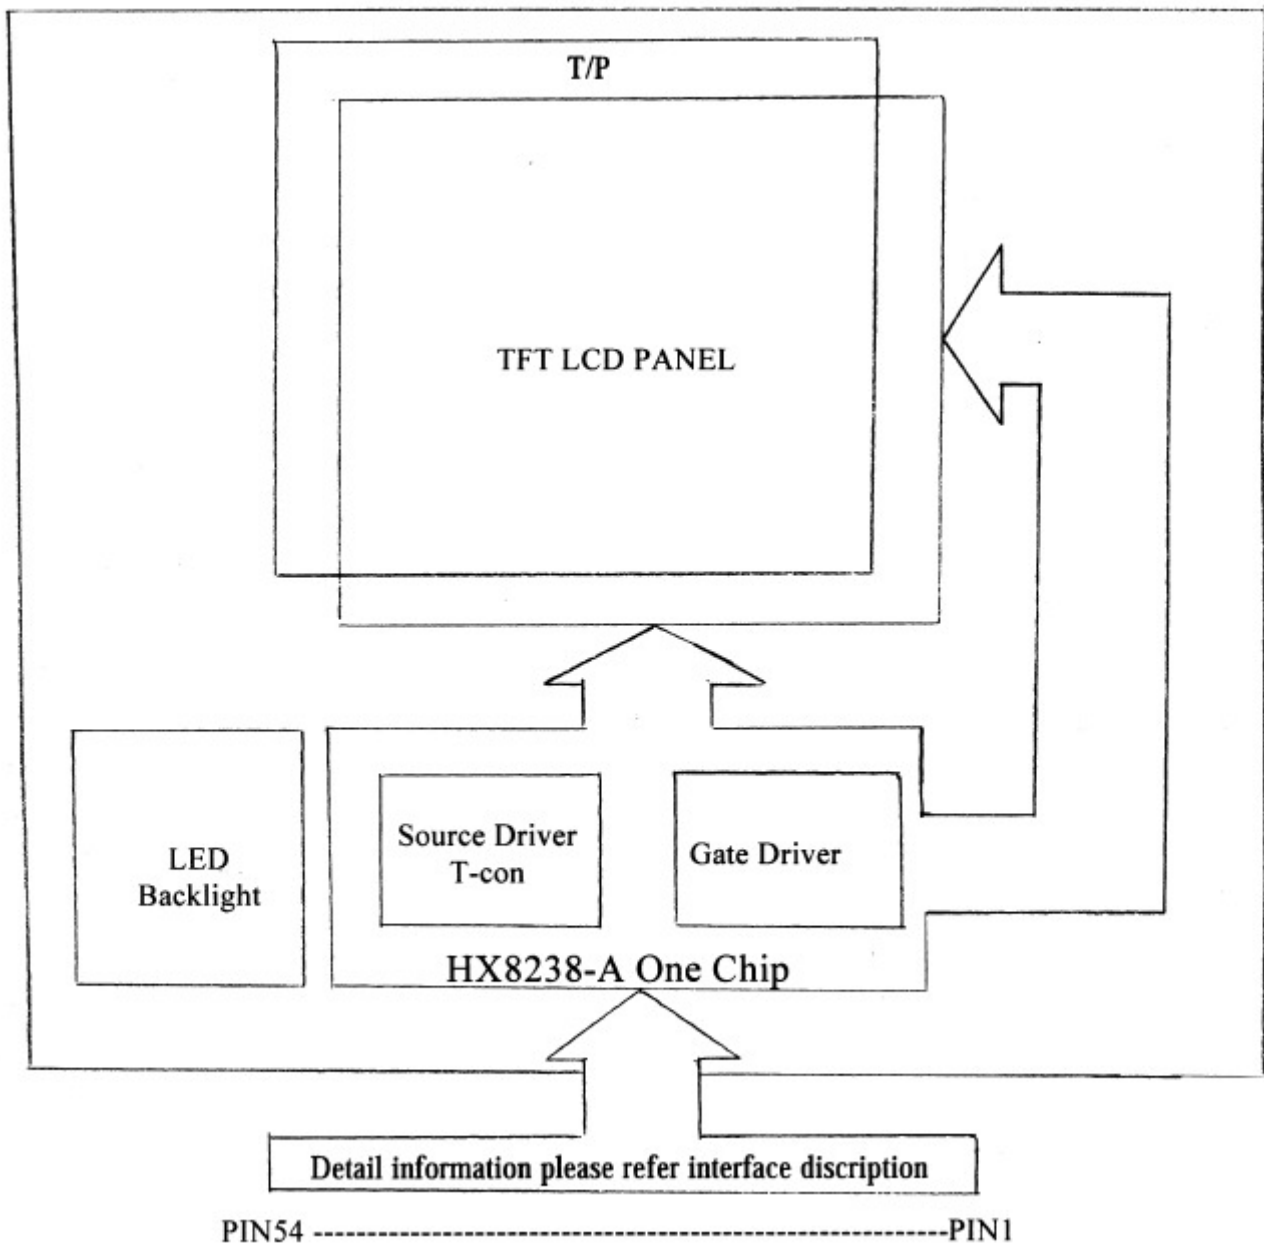 T/P
TFT LCD PANEL
LED
Backlight
Source Driver
T-con
Gate Driver
HX8238-A One Chip
Detail information please refer interface discription
PIN54 -------------------------------------------------------PIN1